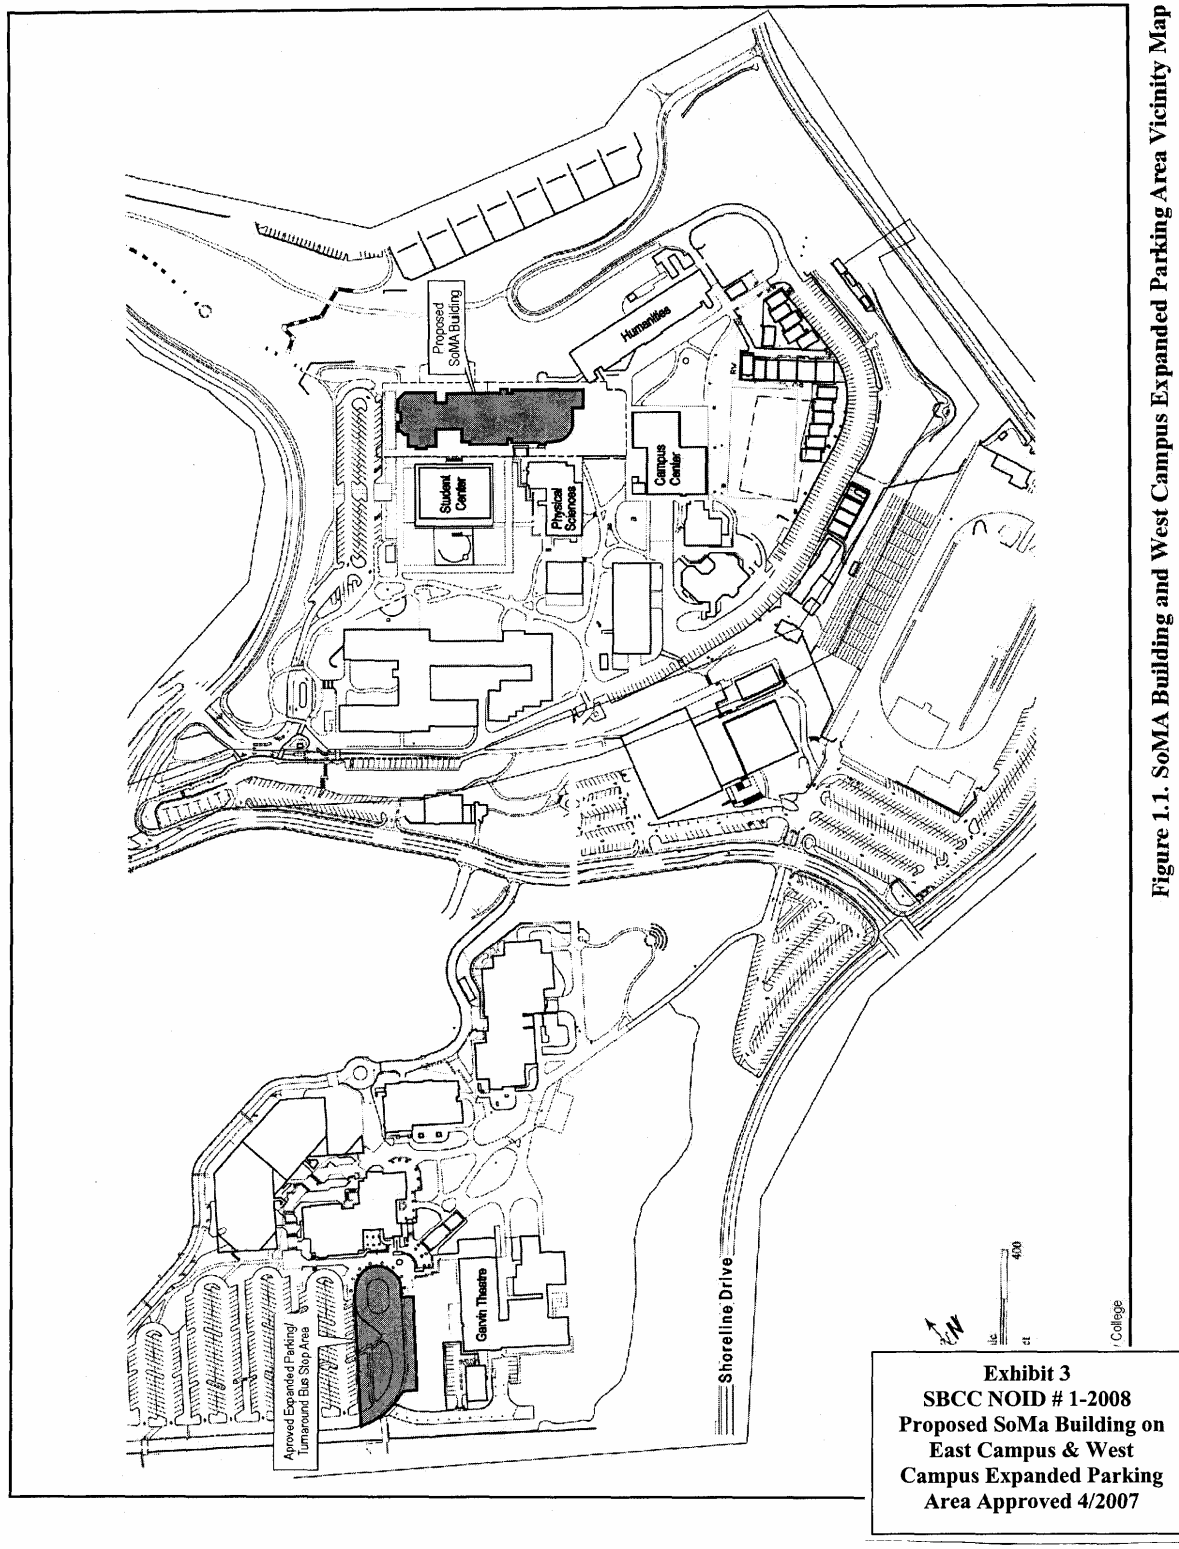 Figure 1.1. SoMA Building and West Campus Expanded Parking Area Vicinity Map
Proposed
SoMA Building
Humanities
Student
Center
Physical
Sciences
Campus
Center
Aproved Expanded Parking/
Turnaround Bus Stop Area
Garvin Theatre
Shoreline Drive
N
400
College
Exhibit 3
SBCC NOID # 1-2008
Proposed SoMa Building on
East Campus & West
Campus Expanded Parking
Area Approved 4/2007